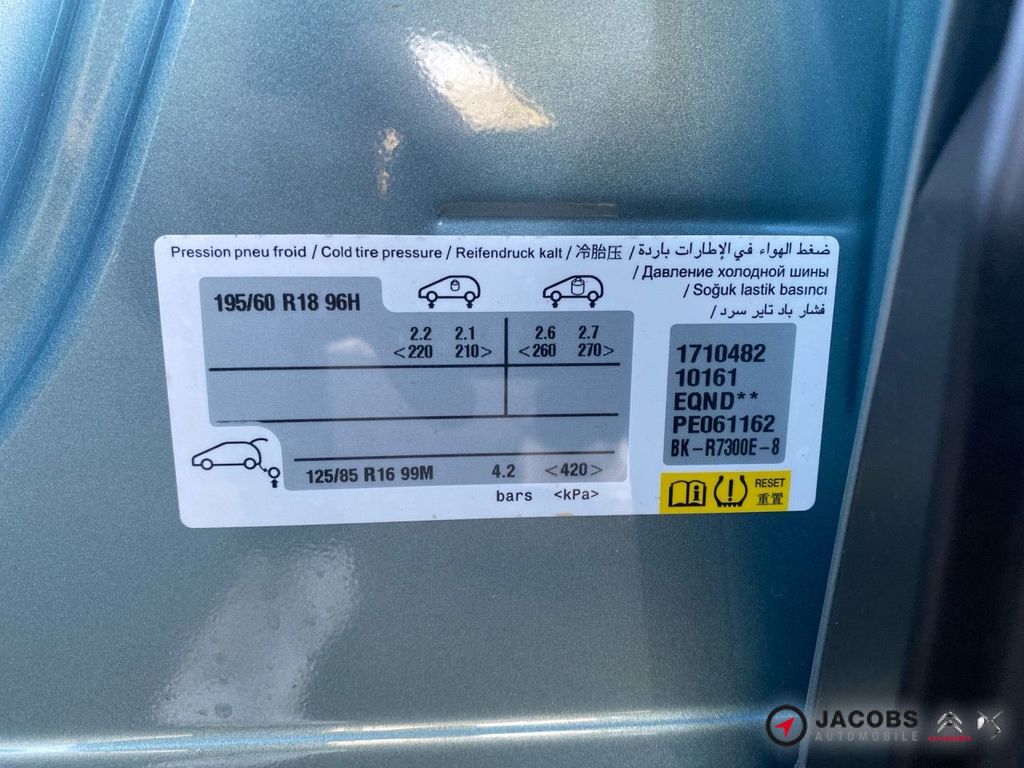 Pression pneu froid / Cold tire pressure / Reifendruck kalt / 冷胎压 / ضغط الهواء في الإطارات باردة
/ Давление холодной шины
/ Soğuk lastik basıncı
/ فشار باد تایر سرد
195/60 R18 96H
2.2 2.1 2.6 2.7
<220 210> <260 270>
125/85 R16 99M 4.2 <420>
bars <kPa>
1710482
10161
EQND**
PE061162
BK-R7300E-8
RESET
重置
JACOBS
AUTOMOBILE